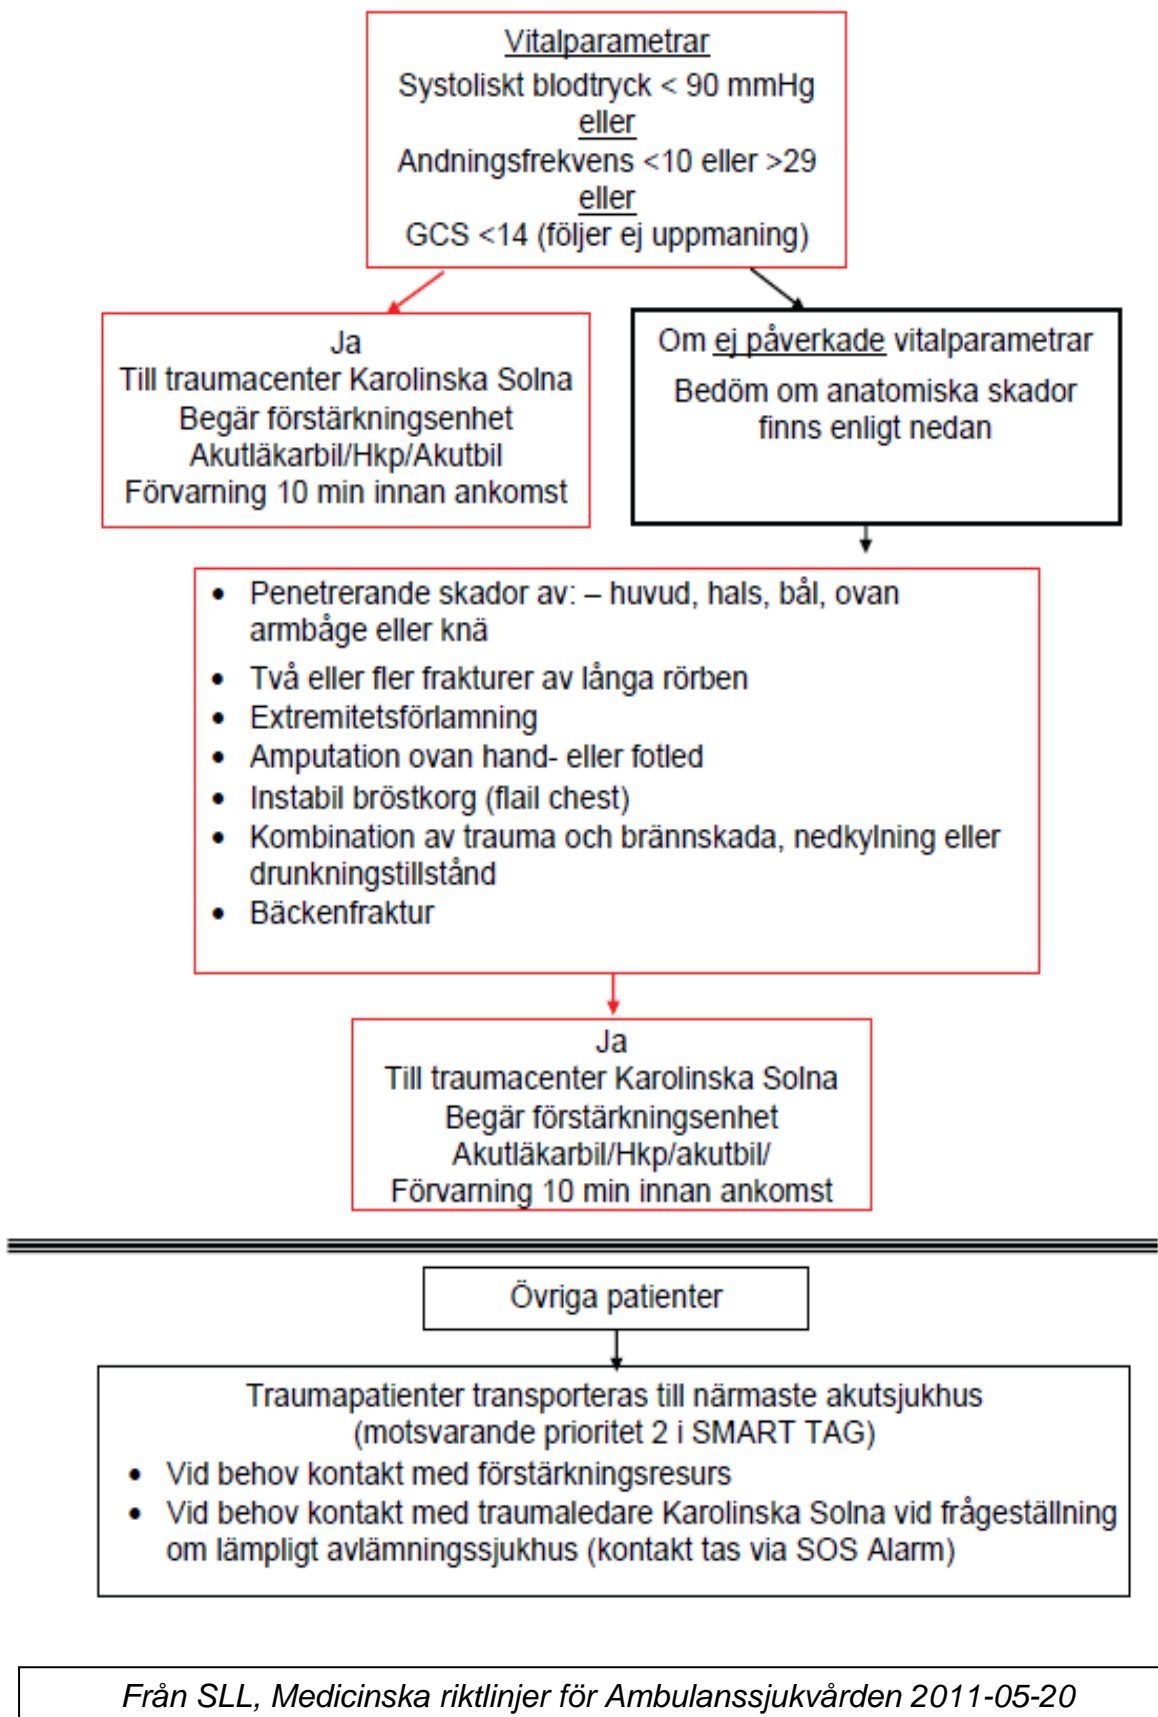 Vitalparametrar
Systoliskt blodtryck < 90 mmHg
eller
Andningsfrekvens <10 eller >29
eller
GCS <14 (följer ej uppmaning)
Ja
Till traumacenter Karolinska Solna
Begär förstärkningsenhet
Akutläkarbil/Hkp/Akutbil
Förvarning 10 min innan ankomst
Om ej påverkade vitalparametrar
Bedöm om anatomiska skador
finns enligt nedan
• Penetrerande skador av: – huvud, hals, bål, ovan
armbåge eller knä
• Två eller fler frakturer av långa rörben
• Extremitetsförlamning
• Amputation ovan hand- eller fotled
• Instabil bröstkorg (flail chest)
• Kombination av trauma och brännskada, nedkylning eller
drunkningstillstånd
• Bäckenfraktur
Ja
Till traumacenter Karolinska Solna
Begär förstärkningsenhet
Akutläkarbil/Hkp/akutbil/
Förvarning 10 min innan ankomst
Övriga patienter
Traumapatienter transporteras till närmaste akutsjukhus
(motsvarande prioritet 2 i SMART TAG)
• Vid behov kontakt med förstärkningsresurs
• Vid behov kontakt med traumaledare Karolinska Solna vid frågeställning
om lämpligt avlämningssjukhus (kontakt tas via SOS Alarm)
Från SLL, Medicinska riktlinjer för Ambulanssjukvården 2011-05-20